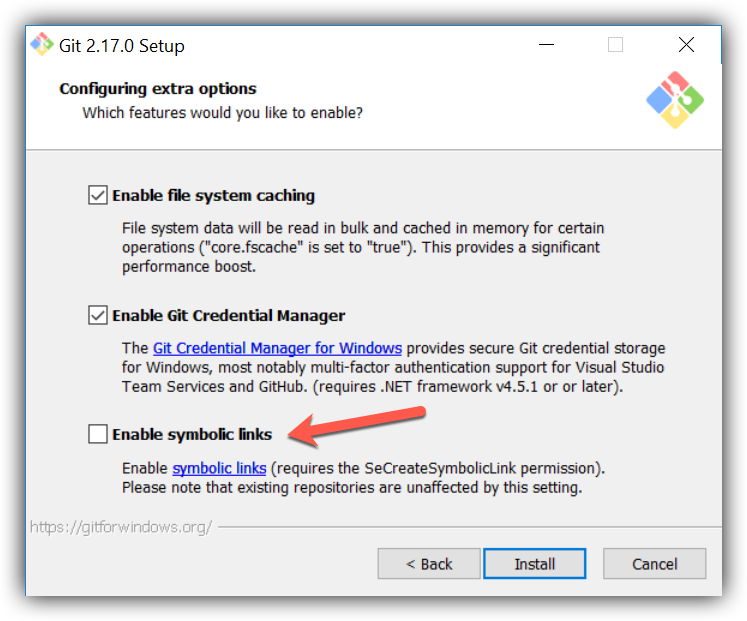 Git 2.17.0 Setup
Configuring extra options
Which features would you like to enable?
Enable file system caching
File system data will be read in bulk and cached in memory for certain
operations ("core.fscache" is set to "true"). This provides a significant
performance boost.
Enable Git Credential Manager
The Git Credential Manager for Windows provides secure Git credential storage
for Windows, most notably multi-factor authentication support for Visual Studio
Team Services and GitHub. (requires .NET framework v4.5.1 or or later).
Enable symbolic links
Enable symbolic links (requires the SeCreateSymbolicLink permission).
Please note that existing repositories are unaffected by this setting.
https://gitforwindows.org/
< Back
Install
Cancel